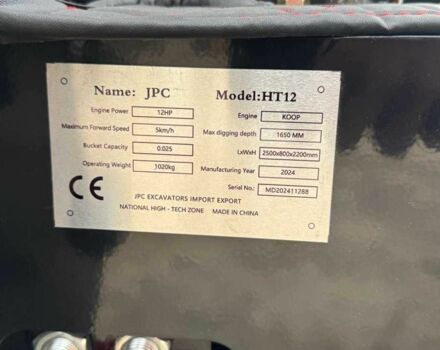 Name: JPC Model:HT12
Engine Power 12HP Engine KOOP
Maximum Forward Speed 5km/h Max digging depth 1650 MM
Bucket Capacity 0.025 LxWxH 2500x800x2200mm
Operating Weight 1020kg Manufacturing Year 2024
CE Serial No.: MD202411288
JPC EXCAVATORS IMPORT EXPORT
NATIONAL HIGH - TECH ZONE MADE IN CHINA